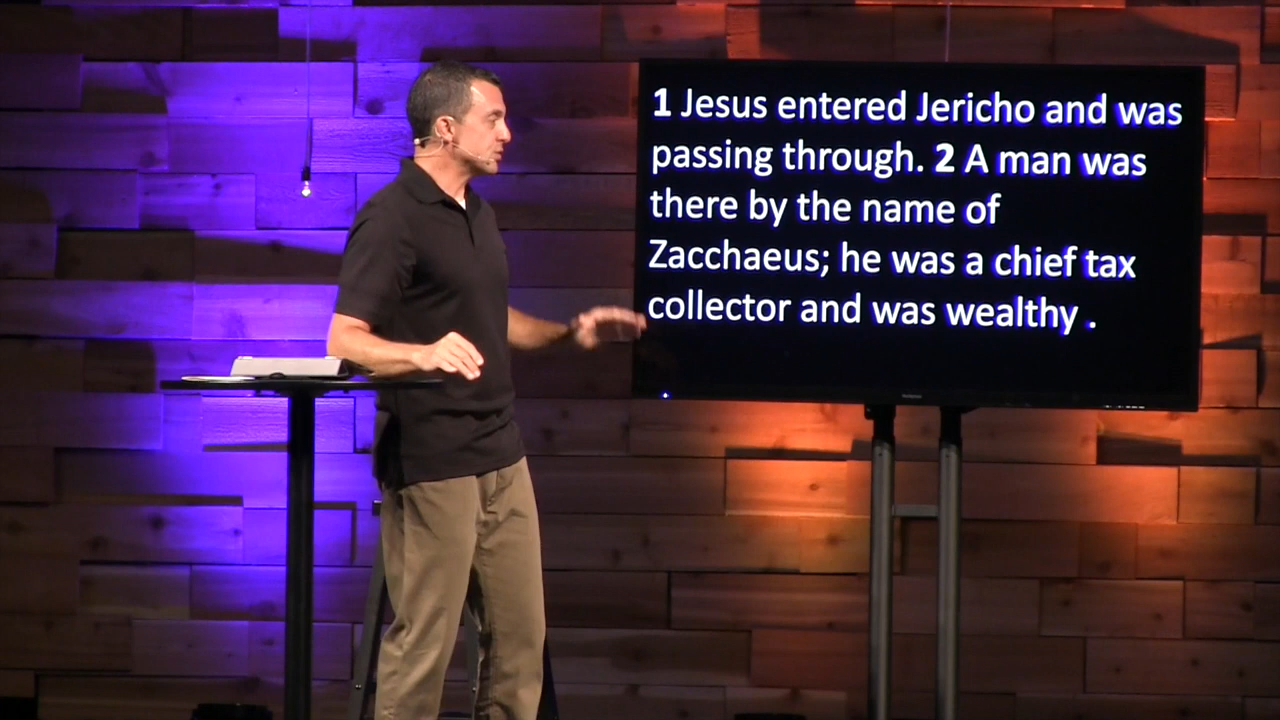 1 Jesus entered Jericho and was
passing through. 2 A man was
there by the name of
Zacchaeus; he was a chief tax
collector and was wealthy .